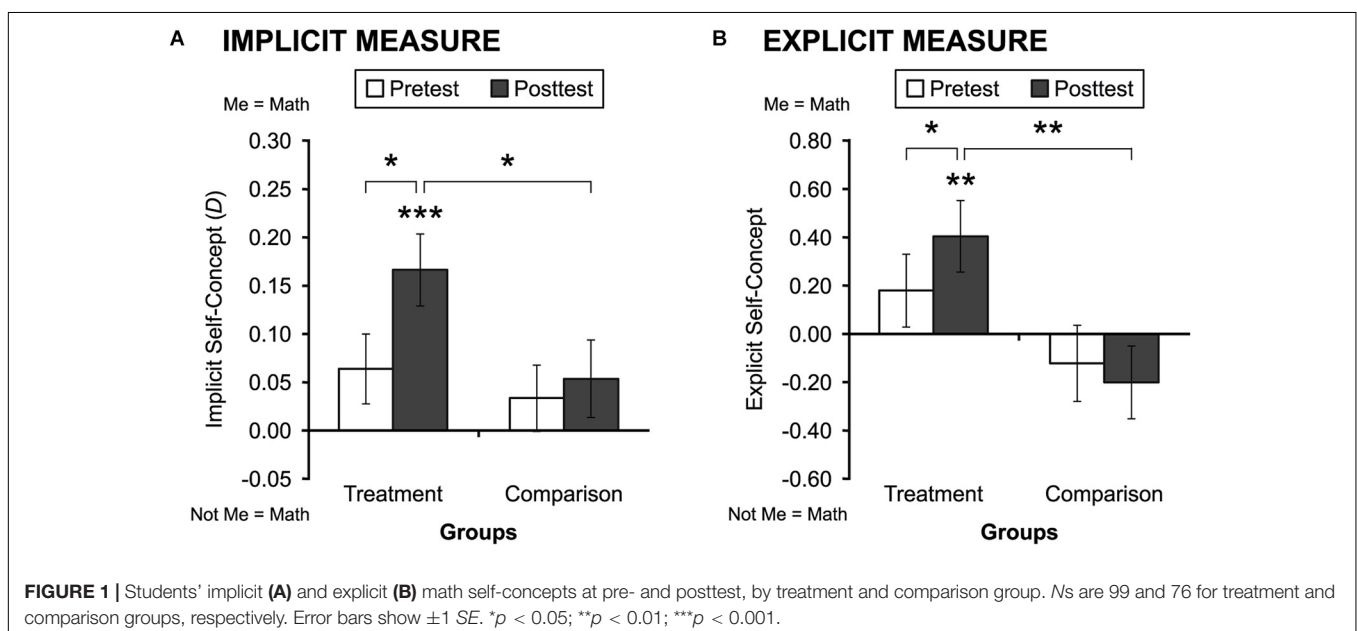 A IMPLICIT MEASURE
Pretest Posttest
Me = Math
0.30
0.25
0.20
0.15
0.10
0.05
0.00
-0.05
Implicit Self-Concept (D)
*
*
***
Treatment Comparison
Not Me = Math
Groups
B EXPLICIT MEASURE
Pretest Posttest
Me = Math
0.80
0.60
0.40
0.20
0.00
-0.20
-0.40
-0.60
Explicit Self-Concept
*
**
**
Treatment Comparison
Not Me = Math
Groups
FIGURE 1 | Students’ implicit (A) and explicit (B) math self-concepts at pre- and posttest, by treatment and comparison group. Ns are 99 and 76 for treatment and
comparison groups, respectively. Error bars show ±1 SE. *p < 0.05; **p < 0.01; ***p < 0.001.